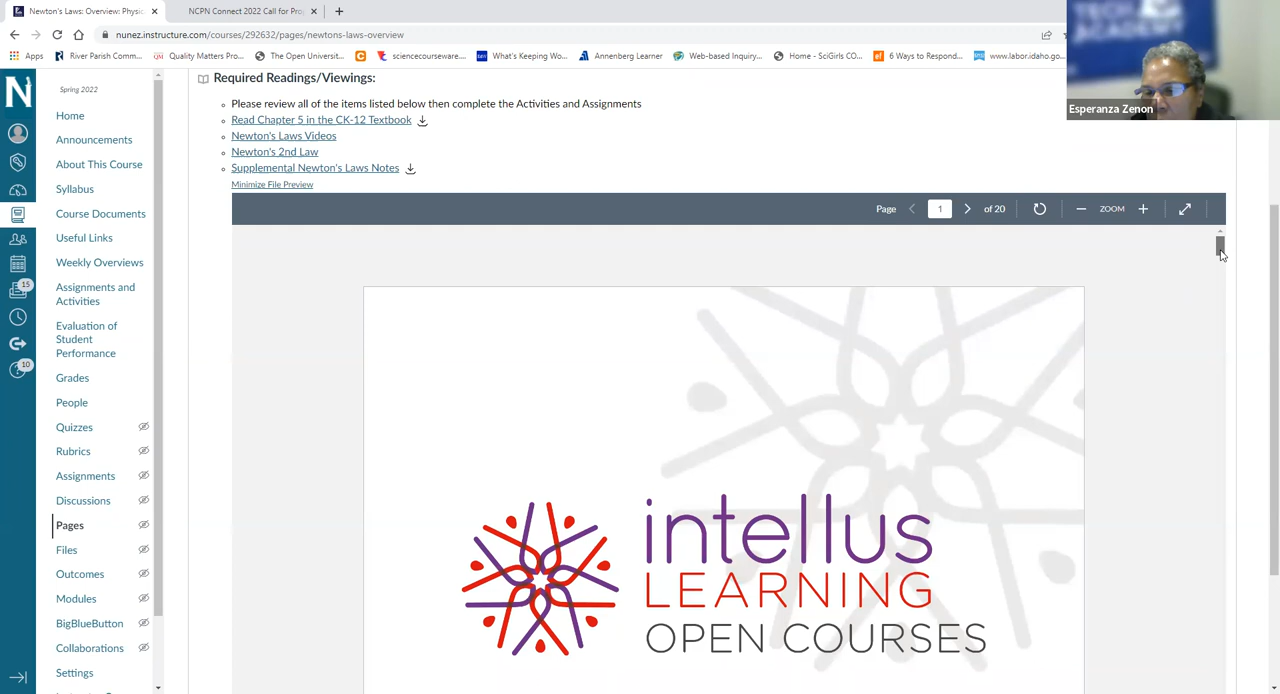 Newton's Laws: Overview: Physi
NCPN Connect 2022 Call for Pro
nunez.instructure.com/courses/292632/pages/newtons-laws-overview
Apps
River Parish Comm...
Quality Matters Pro...
The Open Universit...
sciencecourseware....
What's Keeping Wo...
Annenberg Learner
Web-based Inquiry...
Home – SciGirls CO...
6 Ways to Respond...
www.labor.idaho.go...
TECH
ACADEMY
Esperanza Zenon
N
15
10
Spring 2022
Home
Announcements
About This Course
Syllabus
Course Documents
Useful Links
Weekly Overviews
Assignments and
Activities
Evaluation of
Student
Performance
Grades
People
Quizzes
Rubrics
Assignments
Discussions
Pages
Files
Outcomes
Modules
BigBlueButton
Collaborations
Settings
Required Readings/Viewings:
Please review all of the items listed below then complete the Activities and Assignments
Read Chapter 5 in the CK-12 Textbook
Newton's Laws Videos
Newton's 2nd Law
Supplemental Newton's Laws Notes
Minimize File Preview
Page 1 of 20
ZOOM
intellus
LEARNING
OPEN COURSES